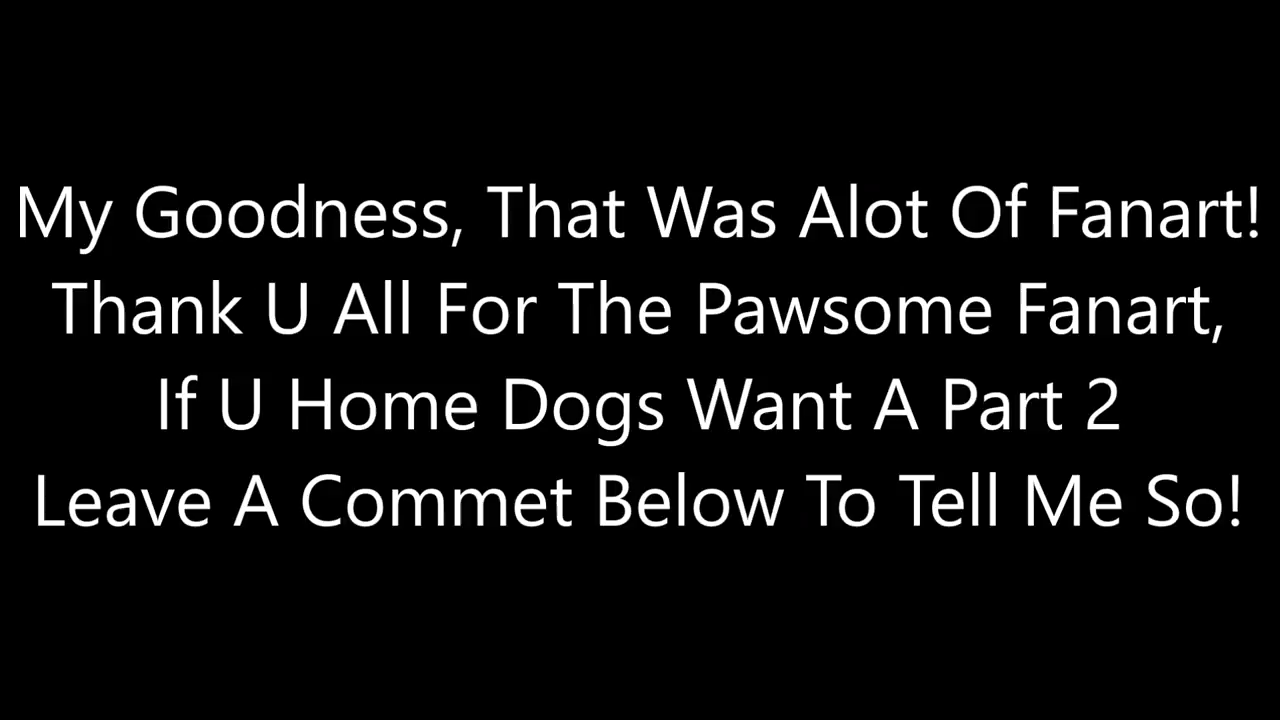 My Goodness, That Was Alot Of Fanart!
Thank U All For The Pawsome Fanart,
If U Home Dogs Want A Part 2
Leave A Commet Below To Tell Me So!